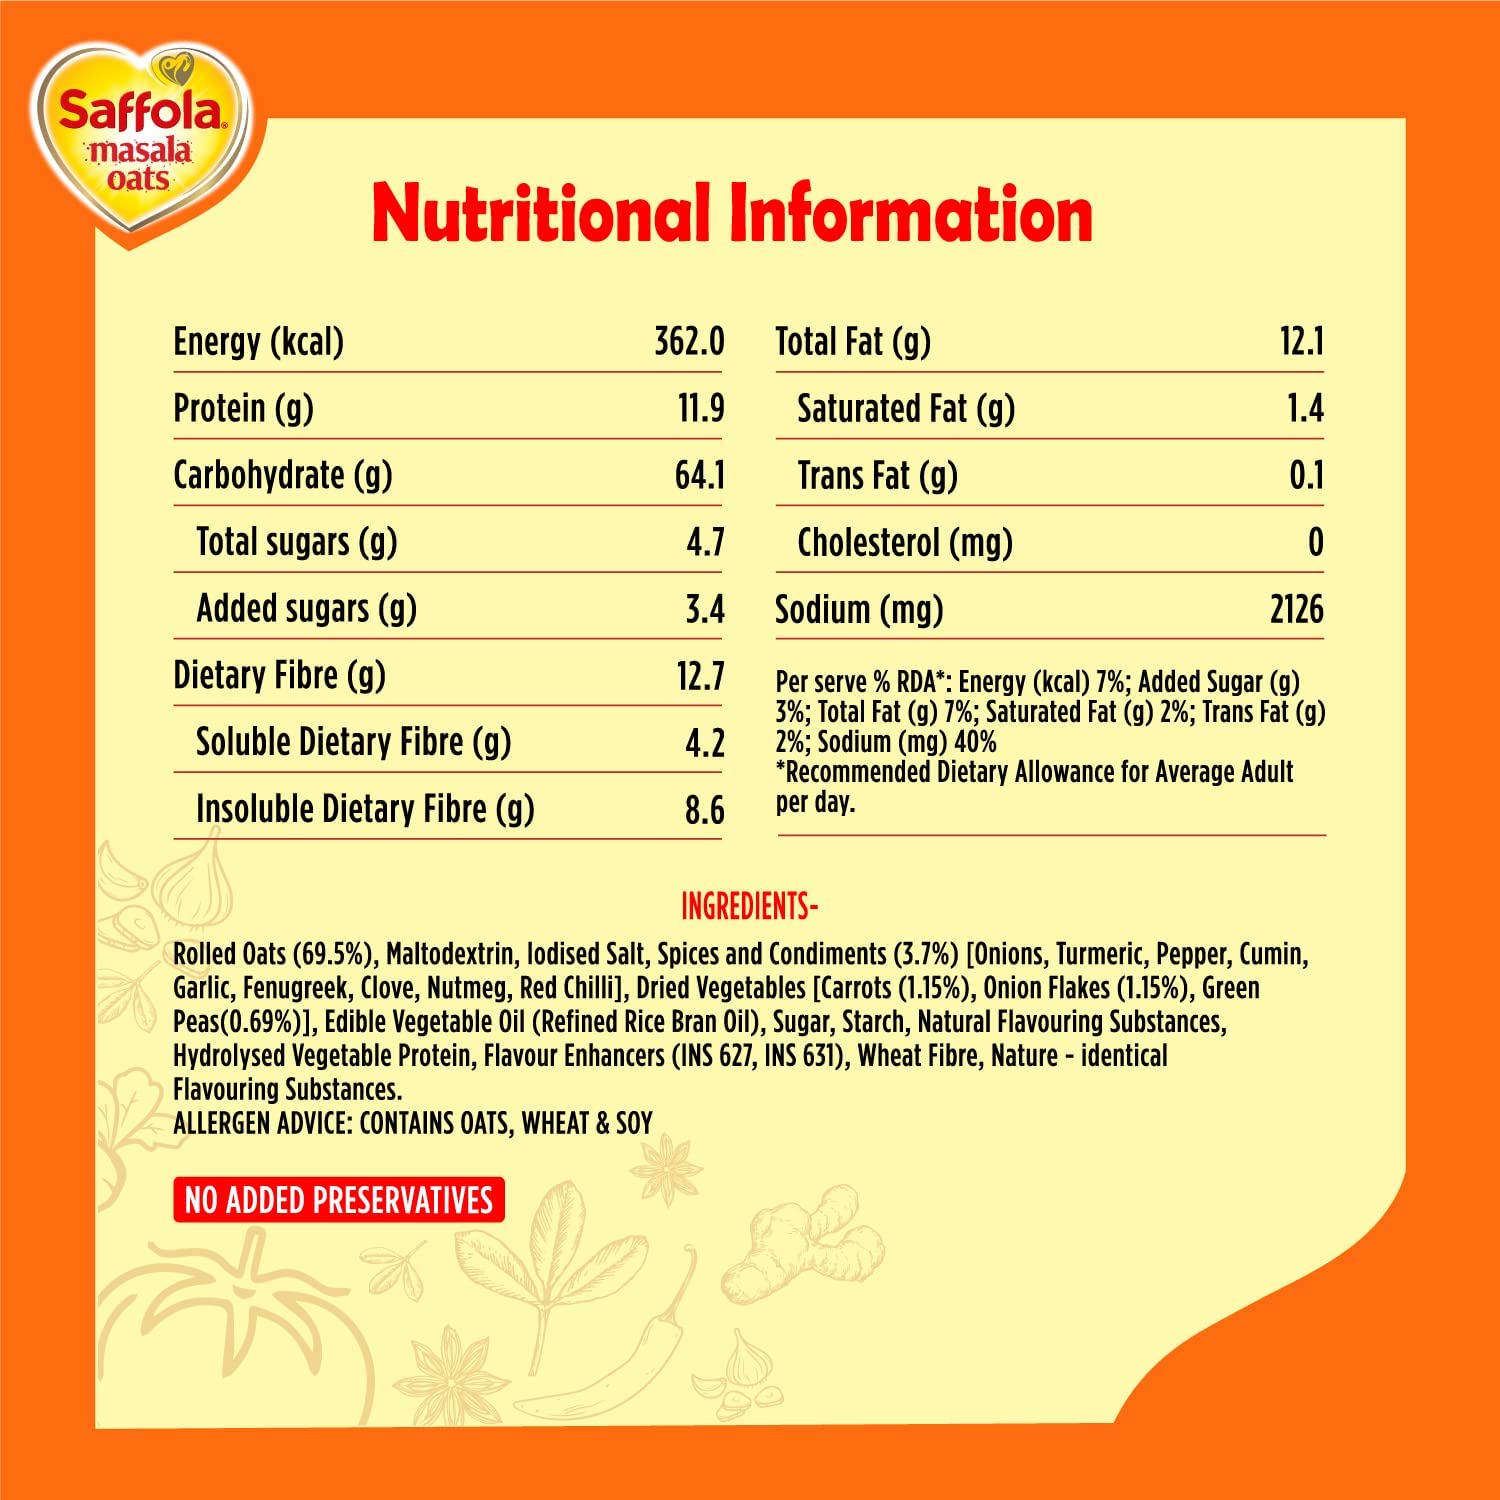 Saffola
masala
oats
Nutritional Information
Energy (kcal) 362.0
Protein (g) 11.9
Carbohydrate (g) 64.1
Total sugars (g) 4.7
Added sugars (g) 3.4
Dietary Fibre (g) 12.7
Soluble Dietary Fibre (g) 4.2
Insoluble Dietary Fibre (g) 8.6
Total Fat (g) 12.1
Saturated Fat (g) 1.4
Trans Fat (g) 0.1
Cholesterol (mg) 0
Sodium (mg) 2126
Per serve % RDA*: Energy (kcal) 7%; Added Sugar (g)
3%; Total Fat (g) 7%; Saturated Fat (g) 2%; Trans Fat (g)
2%; Sodium (mg) 40%
*Recommended Dietary Allowance for Average Adult
per day.
INGREDIENTS-
Rolled Oats (69.5%), Maltodextrin, Iodised Salt, Spices and Condiments (3.7%) [Onions, Turmeric, Pepper, Cumin,
Garlic, Fenugreek, Clove, Nutmeg, Red Chilli], Dried Vegetables [Carrots (1.15%), Onion Flakes (1.15%), Green
Peas(0.69%)], Edible Vegetable Oil (Refined Rice Bran Oil), Sugar, Starch, Natural Flavouring Substances,
Hydrolysed Vegetable Protein, Flavour Enhancers (INS 627, INS 631), Wheat Fibre, Nature - identical
Flavouring Substances.
ALLERGEN ADVICE: CONTAINS OATS, WHEAT & SOY
NO ADDED PRESERVATIVES